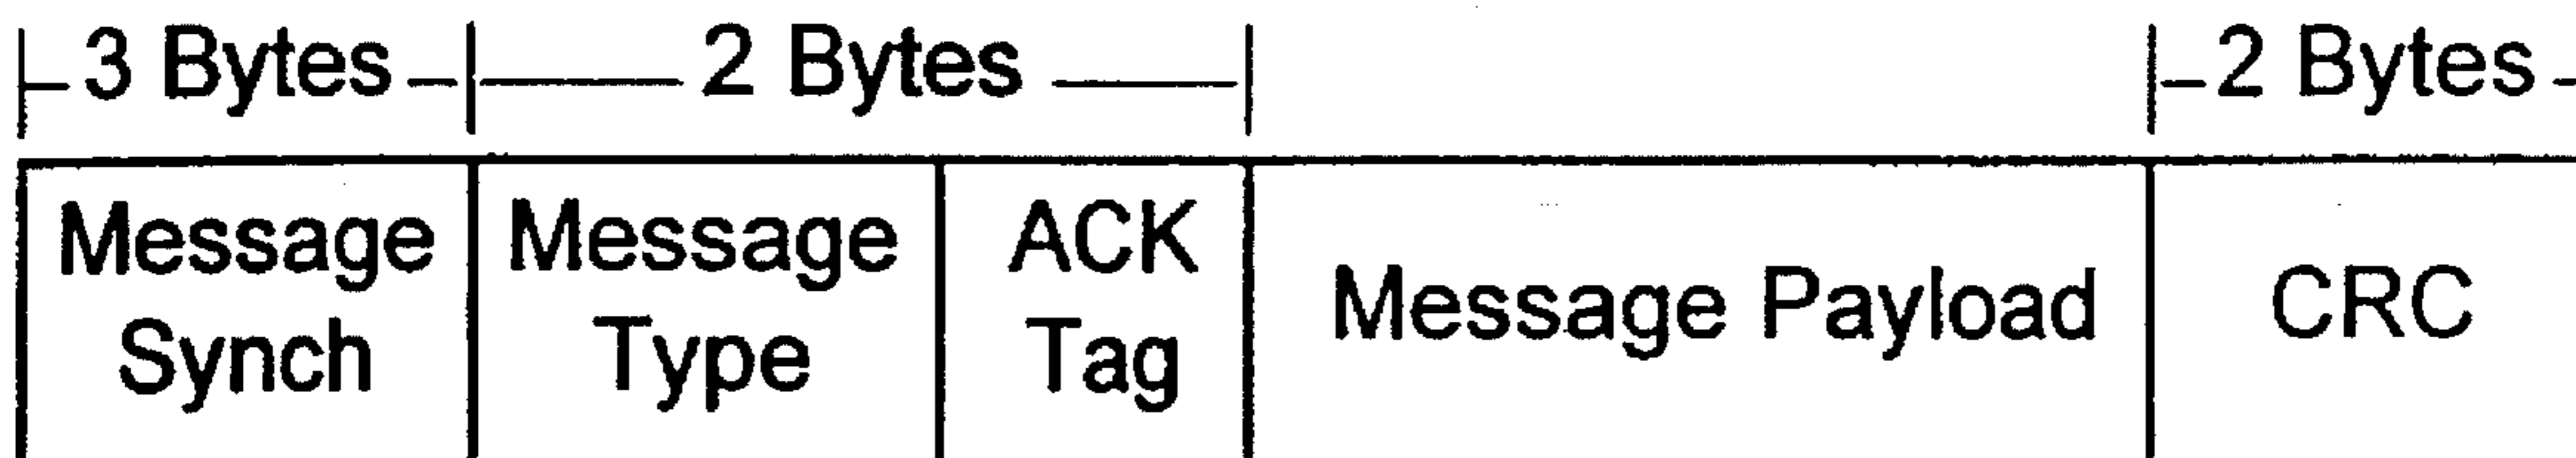 3 Bytes 2 Bytes 2 Bytes
Message Message ACK
Synch Type Tag Message Payload CRC